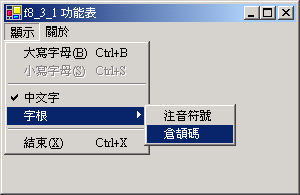 f8_3_1 功能表
顯示 關於
大寫字母(B) Ctrl+B
小寫字母(S) Ctrl+S
中文字
字根
注音符號
倉頡碼
結束(X) Ctrl+X